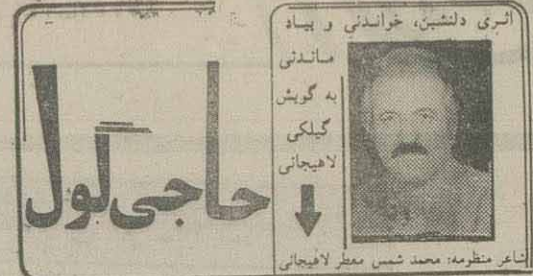 اثری دلنشین، خواندنی و بیاد
ماندنی
به گویش
گیلکی
لاهیجانی
حاجی گول
شاعر منظومه: محمد شمس معطر لاهیجانی